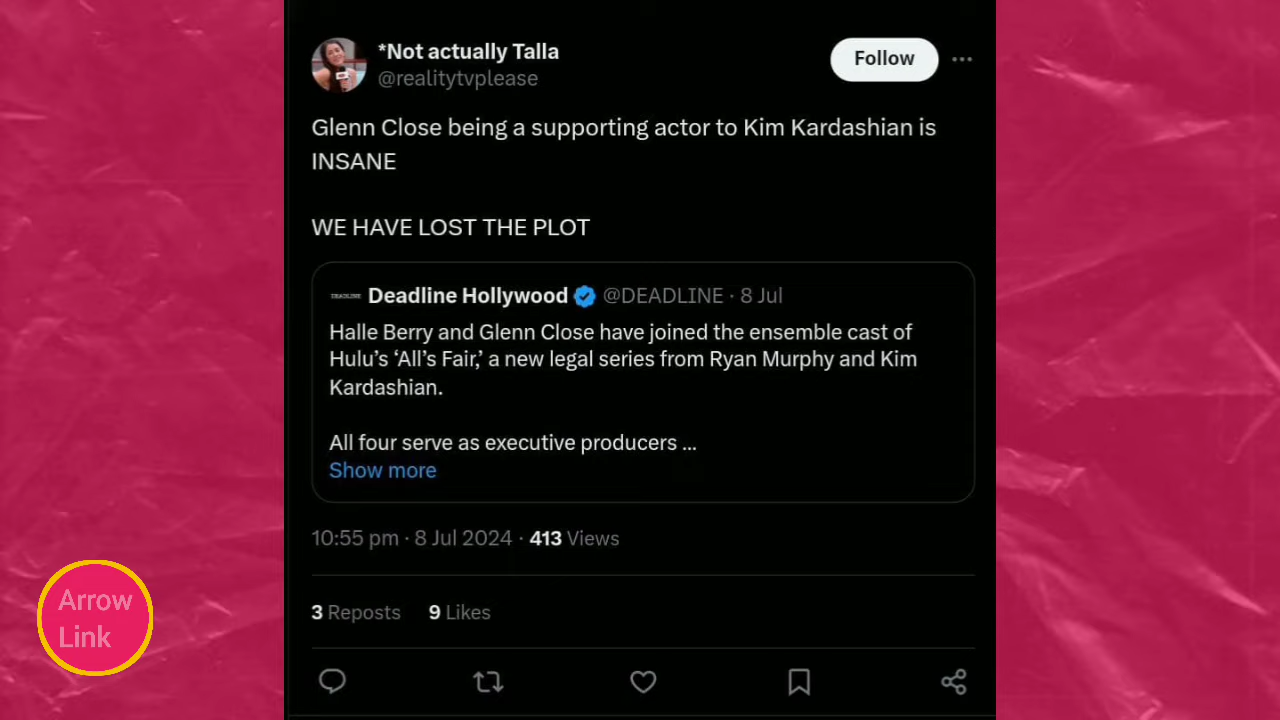 *Not actually Talla
@realitytvplease
Follow
Glenn Close being a supporting actor to Kim Kardashian is
INSANE
WE HAVE LOST THE PLOT
DEADLINE
Deadline Hollywood @DEADLINE · 8 Jul
Halle Berry and Glenn Close have joined the ensemble cast of
Hulu’s ‘All’s Fair,’ a new legal series from Ryan Murphy and Kim
Kardashian.
All four serve as executive producers ...
Show more
10:55 pm · 8 Jul 2024 · 413 Views
3 Reposts 9 Likes
Arrow
Link